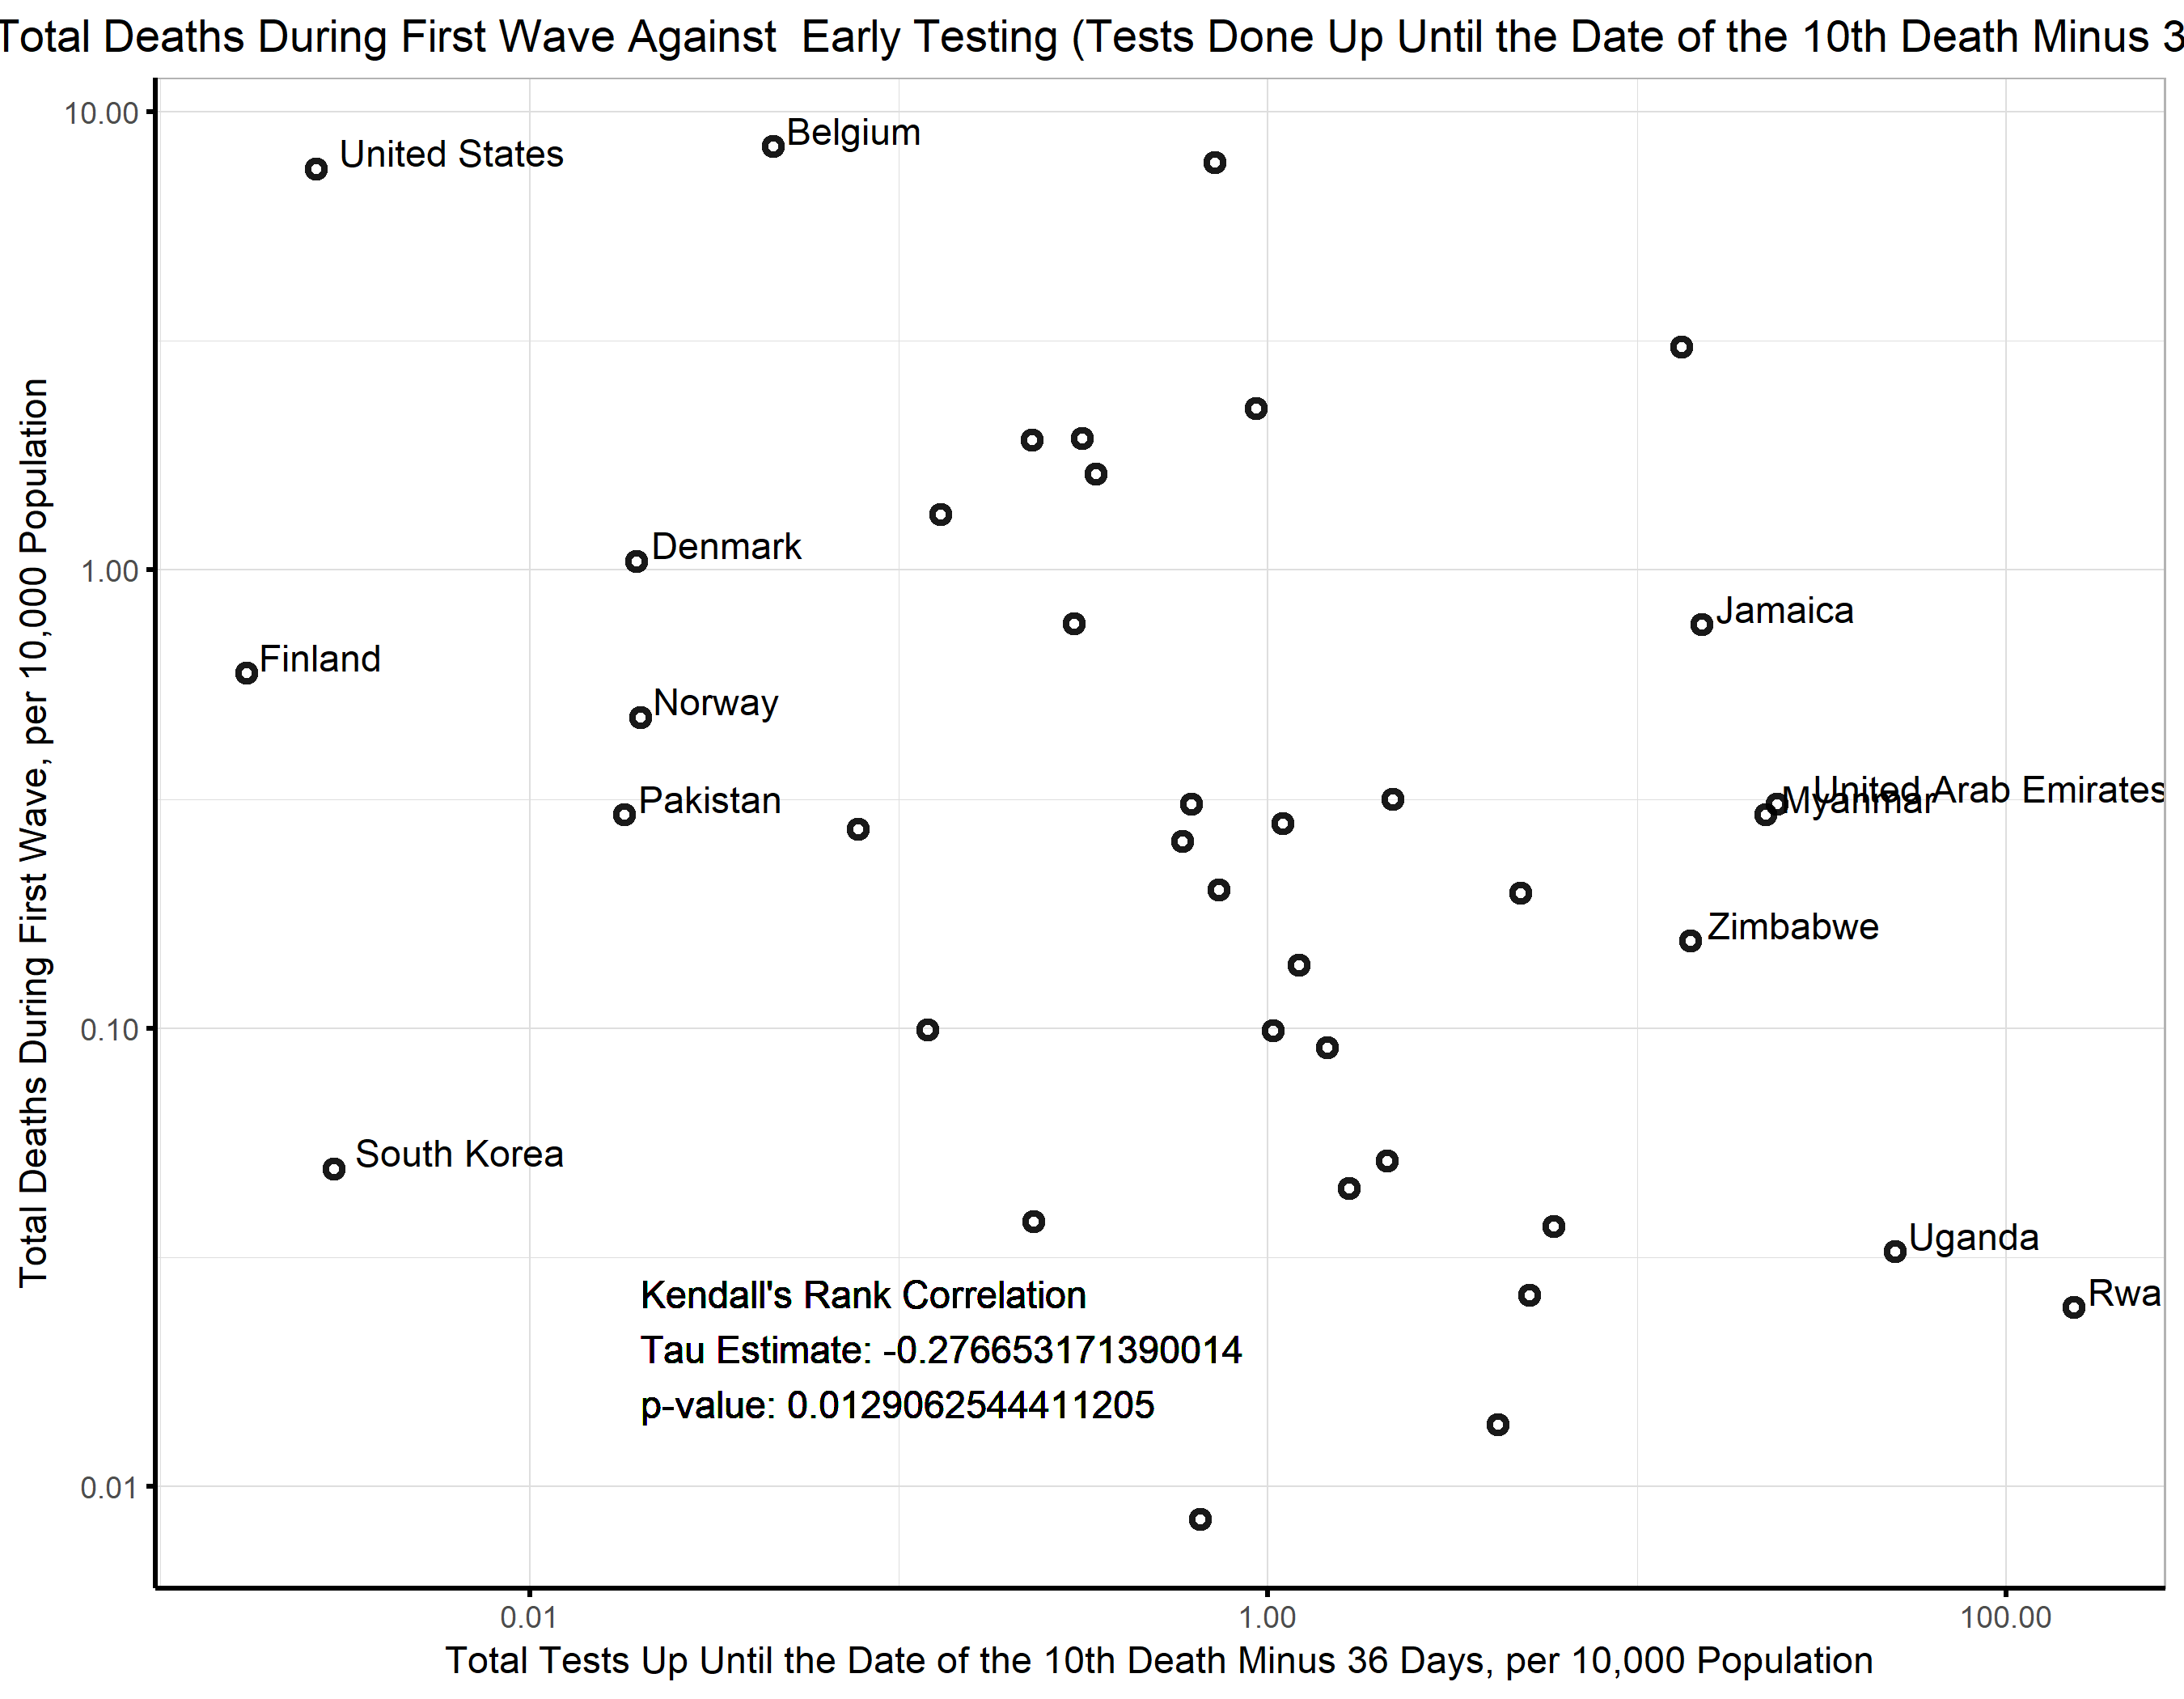 Total Deaths During First Wave Against  Early Testing (Tests Done Up Until the Date of the 10th Death Minus 3
10.00
Belgium
United States
Total Deaths During First Wave, per 10,000 Population
1.00
Denmark
Jamaica
Finland
Norway
United Arab Emirates
Pakistan
Myanmar
Zimbabwe
0.10
South Korea
Uganda
Rwa
Kendall's Rank Correlation
Tau Estimate: -0.276653171390014
p-value: 0.0129062544411205
0.01
0.01
1.00
100.00
Total Tests Up Until the Date of the 10th Death Minus 36 Days, per 10,000 Population